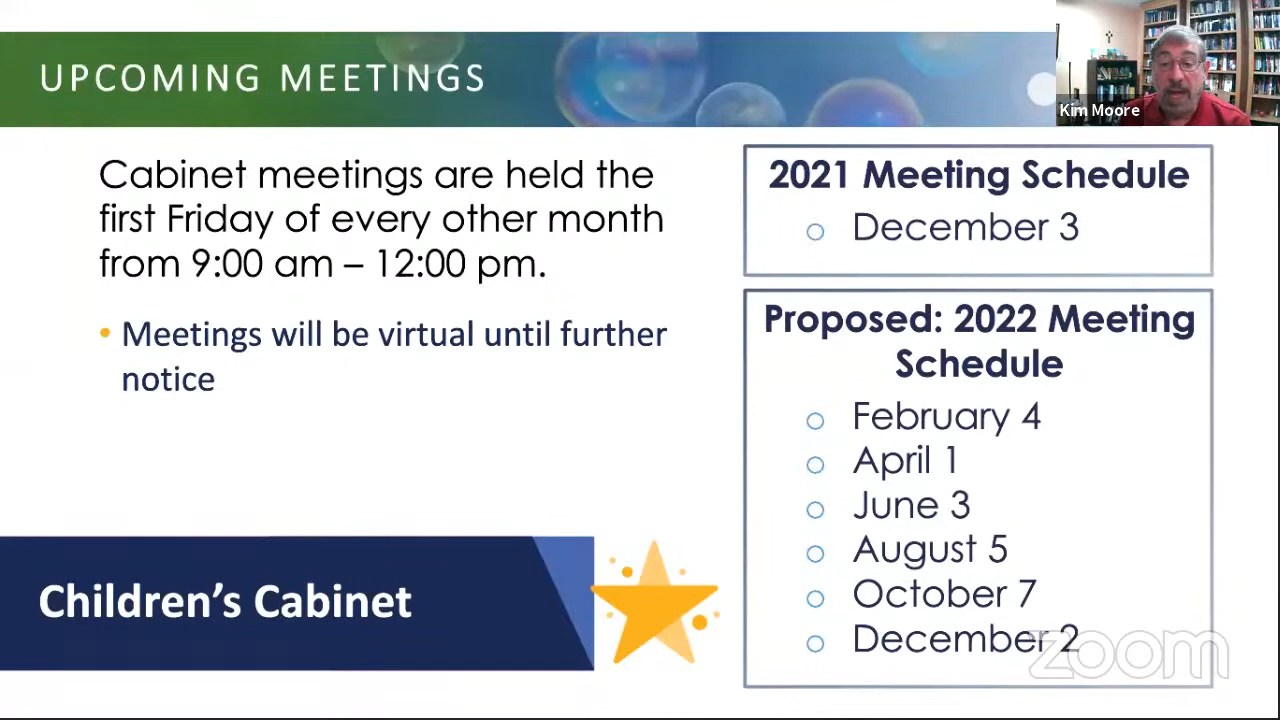 UPCOMING MEETINGS
Kim Moore
Cabinet meetings are held the
first Friday of every other month
from 9:00 am – 12:00 pm.
• Meetings will be virtual until further
notice
2021 Meeting Schedule
o December 3
Proposed: 2022 Meeting
Schedule
o February 4
o April 1
o June 3
o August 5
o October 7
o December 2
Children's Cabinet
zoom